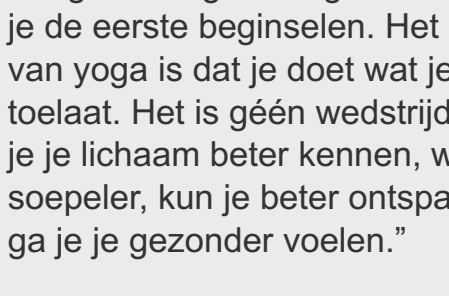 je de eerste beginselen. Het
van yoga is dat je doet wat je
toelaat. Het is géén wedstrijd
je je lichaam beter kennen, w
soepeler, kun je beter ontspa
ga je je gezonder voelen.”